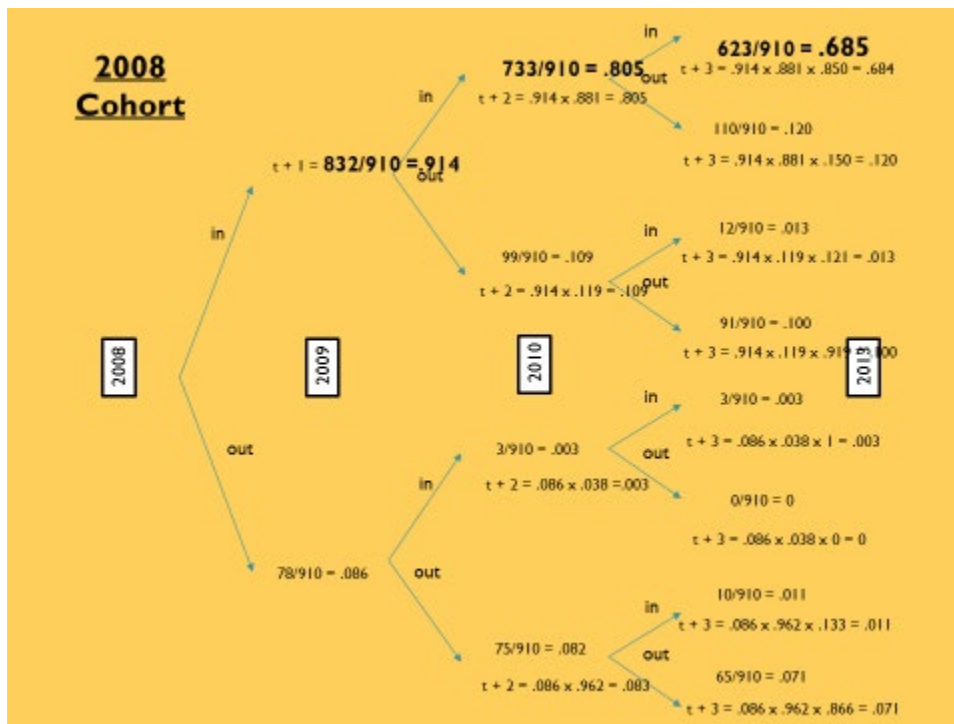 2008
Cohort
in
623/910 = .685
733/910 = .805
out
t + 3 = .914 x .881 x .850 = .684
in
t + 2 = .914 x .881 = .805
110/910 = .120
t + 1 = 832/910 =.914
out
t + 3 = .914 x .881 x .150 = .120
in
in
12/910 = .013
99/910 = .109
t + 3 = .914 x .119 x .121 = .013
out
t + 2 = .914 x .119 = .109
91/910 = .100
2008
2009
2010
t + 3 = .914 x .119 x .919 = .100
2013
in
3/910 = .003
out
3/910 = .003
t + 3 = .086 x .038 x 1 = .003
out
in
t + 2 = .086 x .038 =.003
0/910 = 0
t + 3 = .086 x .038 x 0 = 0
78/910 = .086
out
10/910 = .011
in
t + 3 = .086 x .962 x .133 = .011
75/910 = .082
out
65/910 = .071
t + 2 = .086 x .962 = .083
t + 3 = .086 x .962 x .866 = .071